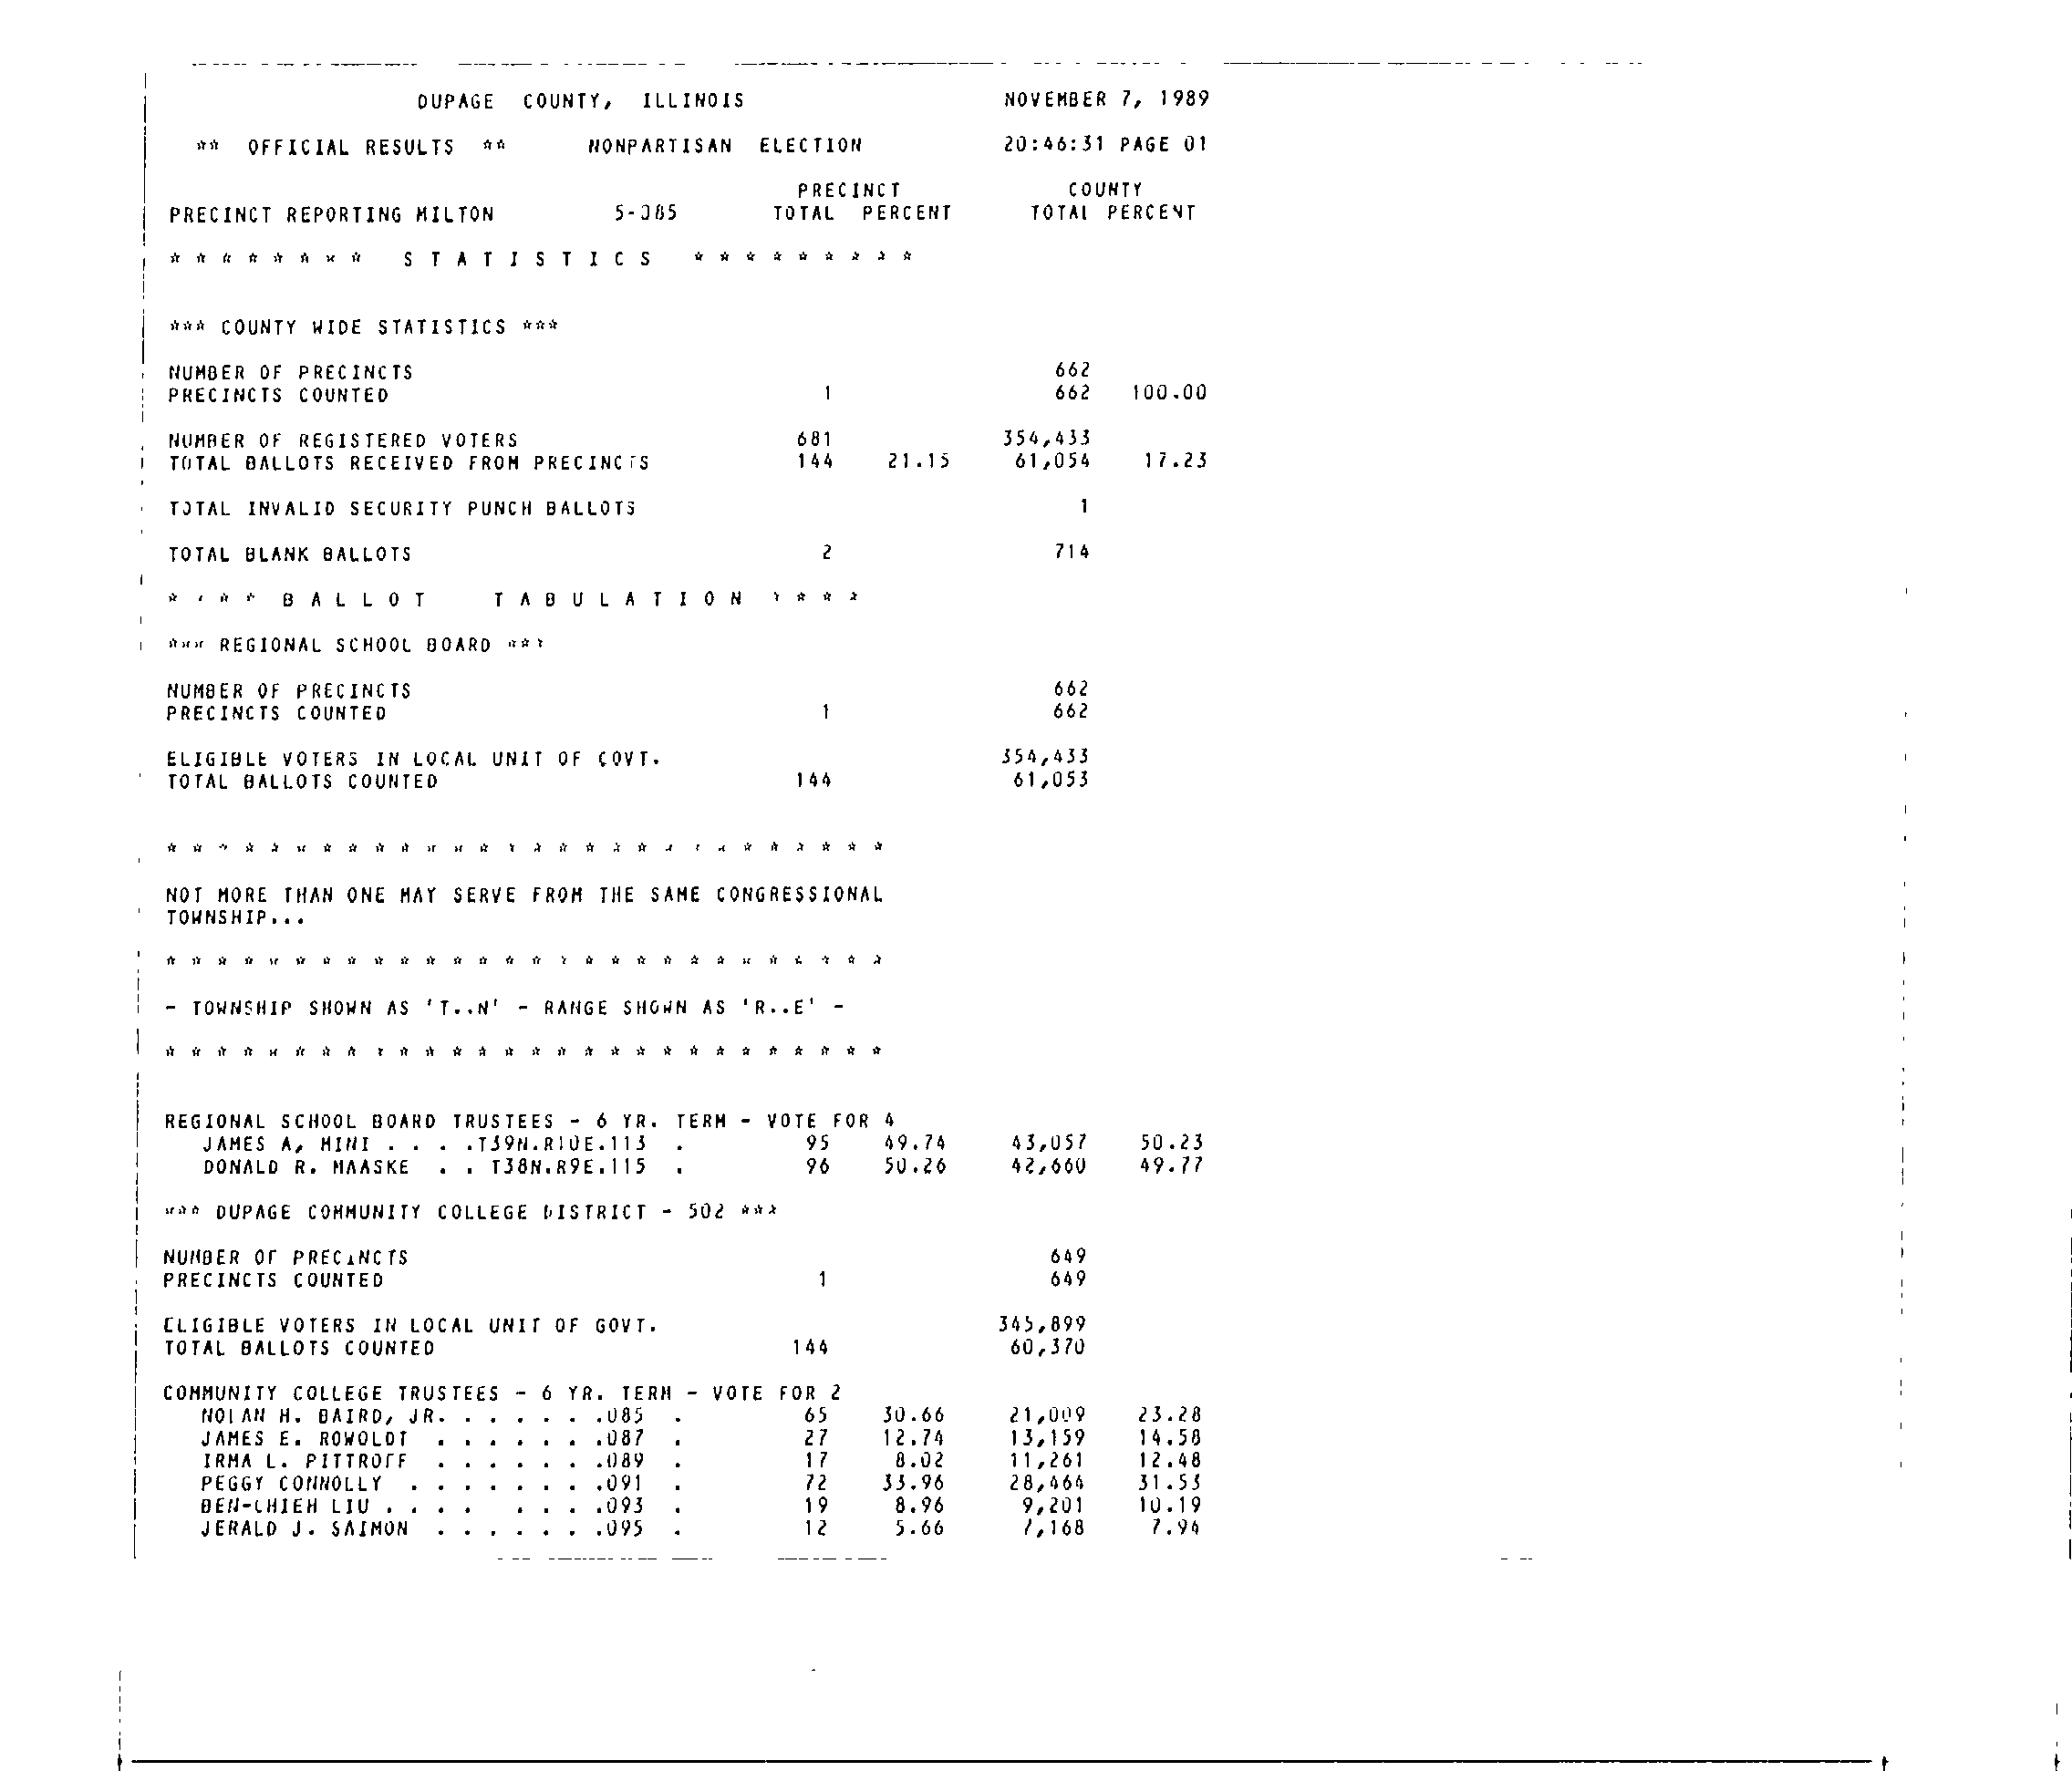 DUPAGE COUNTY, ILLINOIS NOVEMBER 7, 1989
** OFFICIAL RESULTS ** NONPARTISAN ELECTION 20:46:31 PAGE 01
PRECINCT COUNTY
PRECINCT REPORTING MILTON 5-085 TOTAL PERCENT TOTAL PERCENT
* * * * * * * * S T A T I S T I C S * * * * * * * * *
*** COUNTY WIDE STATISTICS ***
NUMBER OF PRECINCTS 662
PRECINCTS COUNTED 1 662 100.00
NUMBER OF REGISTERED VOTERS 681 354,433
TOTAL BALLOTS RECEIVED FROM PRECINCTS 144 21.15 61,054 17.23
TOTAL INVALID SECURITY PUNCH BALLOTS 1
TOTAL BLANK BALLOTS 2 714
* * * * B A L L O T T A B U L A T I O N * * * *
*** REGIONAL SCHOOL BOARD ***
NUMBER OF PRECINCTS 662
PRECINCTS COUNTED 1 662
ELIGIBLE VOTERS IN LOCAL UNIT OF GOVT. 354,433
TOTAL BALLOTS COUNTED 144 61,053
* * * * * * * * * * * * * * * * * * * * * * * * * * * *
NOT MORE THAN ONE MAY SERVE FROM THE SAME CONGRESSIONAL
TOWNSHIP...
* * * * * * * * * * * * * * * * * * * * * * * * * * * *
- TOWNSHIP SHOWN AS 'T..N' - RANGE SHOWN AS 'R..E' -
* * * * * * * * * * * * * * * * * * * * * * * * * * * *
REGIONAL SCHOOL BOARD TRUSTEES - 6 YR. TERM - VOTE FOR 4
JAMES A, MINI . . . .T39N.R10E.113 . 95 49.74 43,057 50.23
DONALD R. MAASKE . . T38N.R9E.115 . 96 50.26 42,660 49.77
*** DUPAGE COMMUNITY COLLEGE DISTRICT - 502 ***
NUMBER OF PRECINCTS 649
PRECINCTS COUNTED 1 649
ELIGIBLE VOTERS IN LOCAL UNIT OF GOVT. 345,899
TOTAL BALLOTS COUNTED 144 60,370
COMMUNITY COLLEGE TRUSTEES - 6 YR. TERM - VOTE FOR 2
NOLAN H. BAIRD, JR. . . . . . .085 . 65 30.66 21,009 23.28
JAMES E. ROWOLDT . . . . . . .087 . 27 12.74 13,159 14.58
IRMA L. PITTROFF . . . . . . .089 . 17 8.02 11,261 12.48
PEGGY CONNOLLY . . . . . . . .091 . 72 33.96 28,464 31.53
BEN-CHIEH LIU . . . . . . . .093 . 19 8.96 9,201 10.19
JERALD J. SAIMON . . . . . . .095 . 12 5.66 7,168 7.94